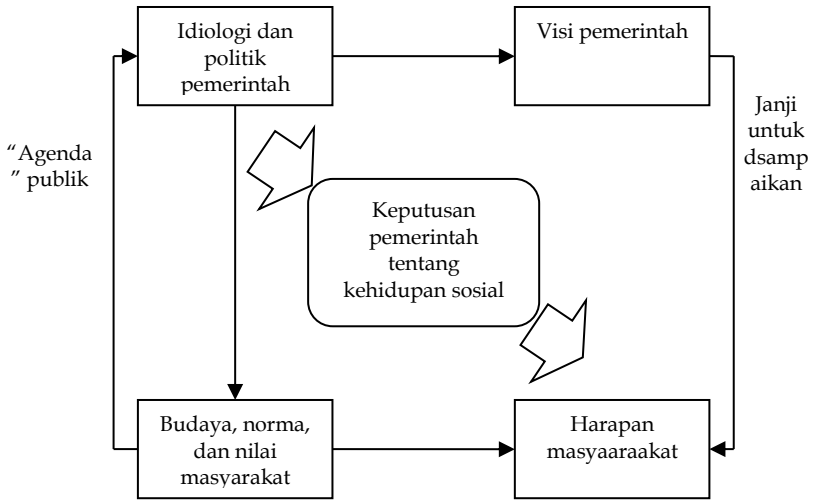 Idiologi dan
politik
pemerintah
Visi pemerintah
“Agenda
” publik
Janji
untuk
dsamp
aikan
Keputusan
pemerintah
tentang
kehidupan sosial
Budaya, norma,
dan nilai
masyarakat
Harapan
masyaaraakat